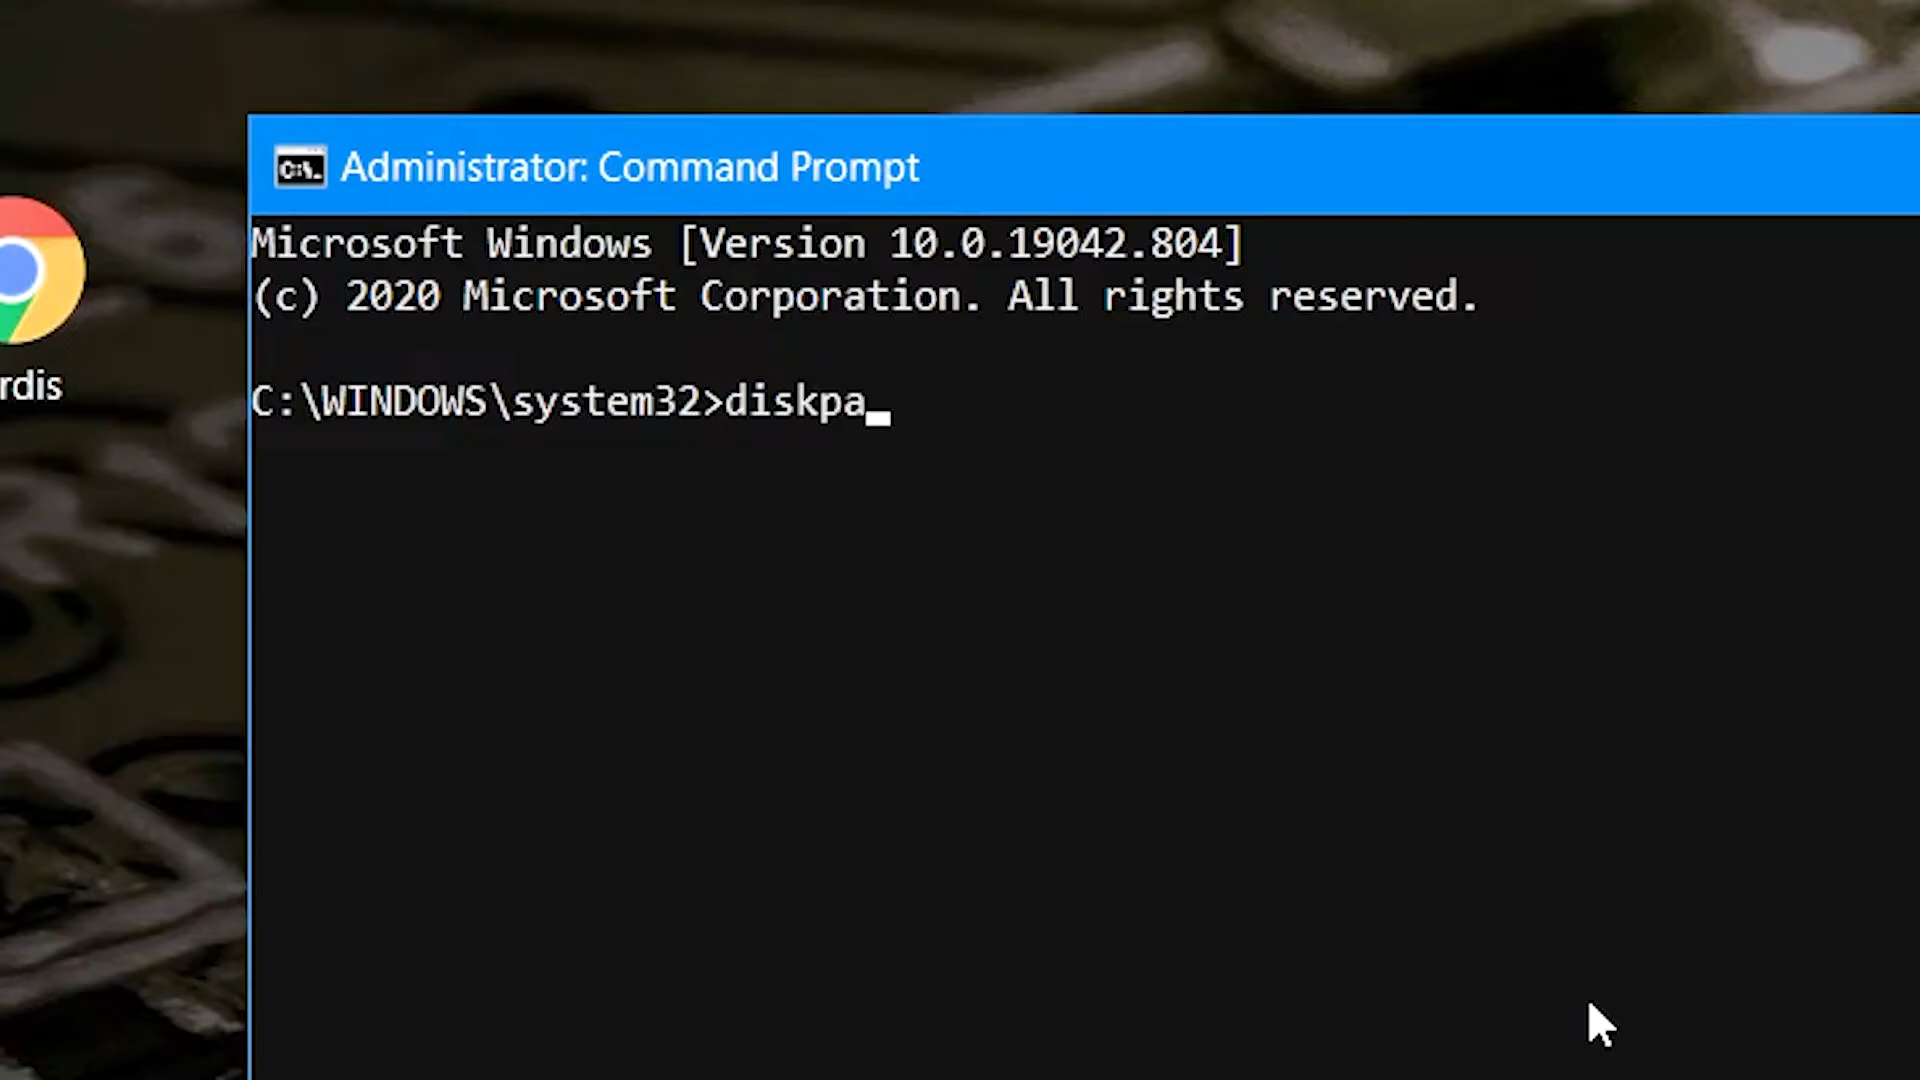 Administrator: Command Prompt
Microsoft Windows [Version 10.0.19042.804]
(c) 2020 Microsoft Corporation. All rights reserved.
rdis
C:\WINDOWS\system32>diskpa